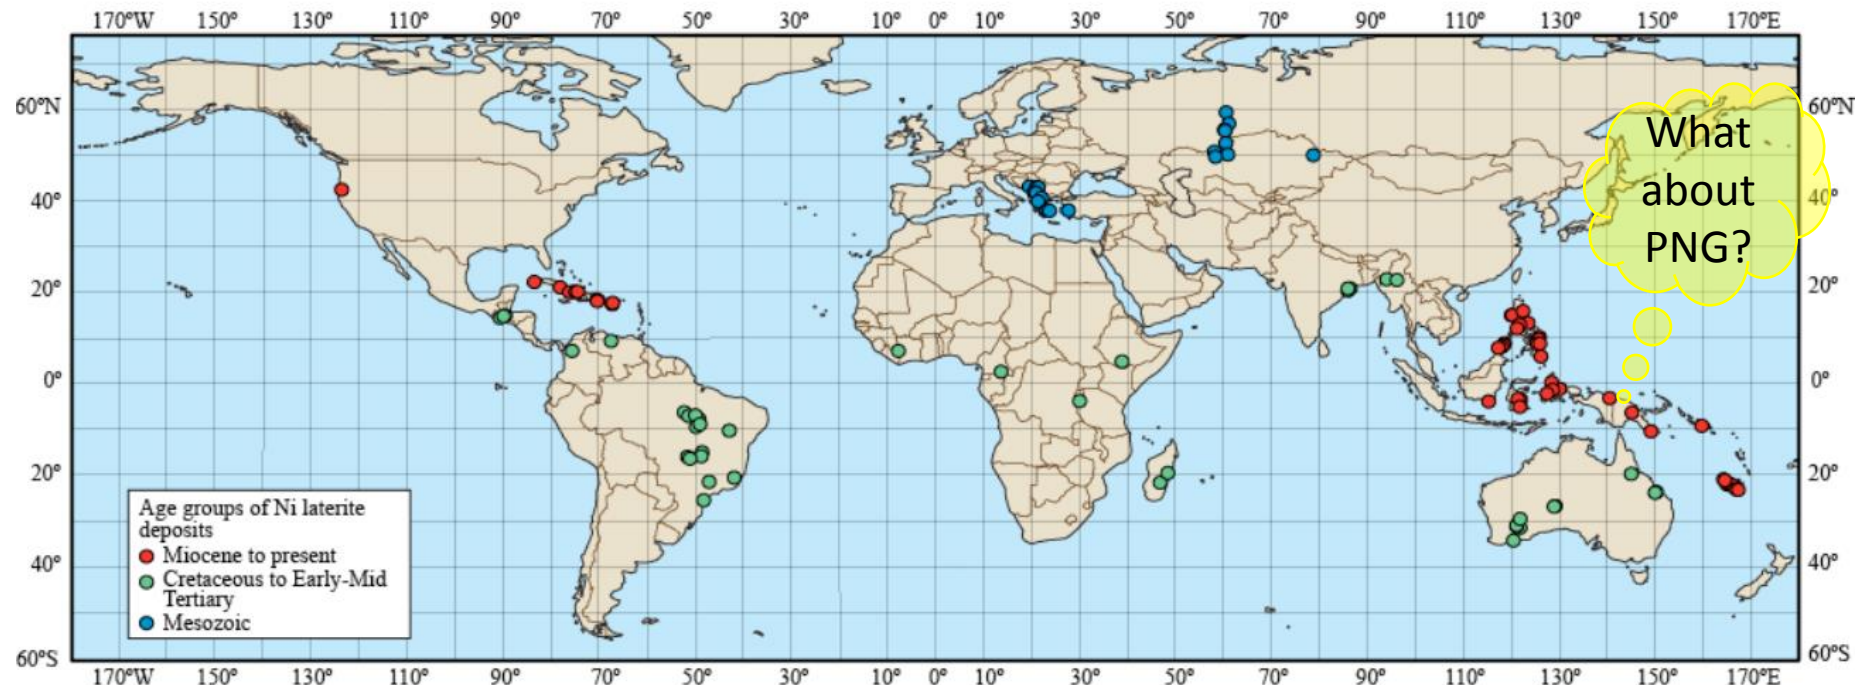 170°W 150° 130° 110° 90° 70° 50° 30° 10° 0° 10° 30° 50° 70° 90° 110° 130° 150° 170°E
60°N 60°N
What
about
PNG?
40° 40°
20° 20°
0° 0°
20° 20°
Age groups of Ni laterite
deposits
Miocene to present
Cretaceous to Early-Mid
Tertiary
Mesozoic
40° 40°
60°S 60°S
170°W 150° 130° 110° 90° 70° 50° 30° 10° 0° 10° 30° 50° 70° 90° 110° 130° 150° 170°E